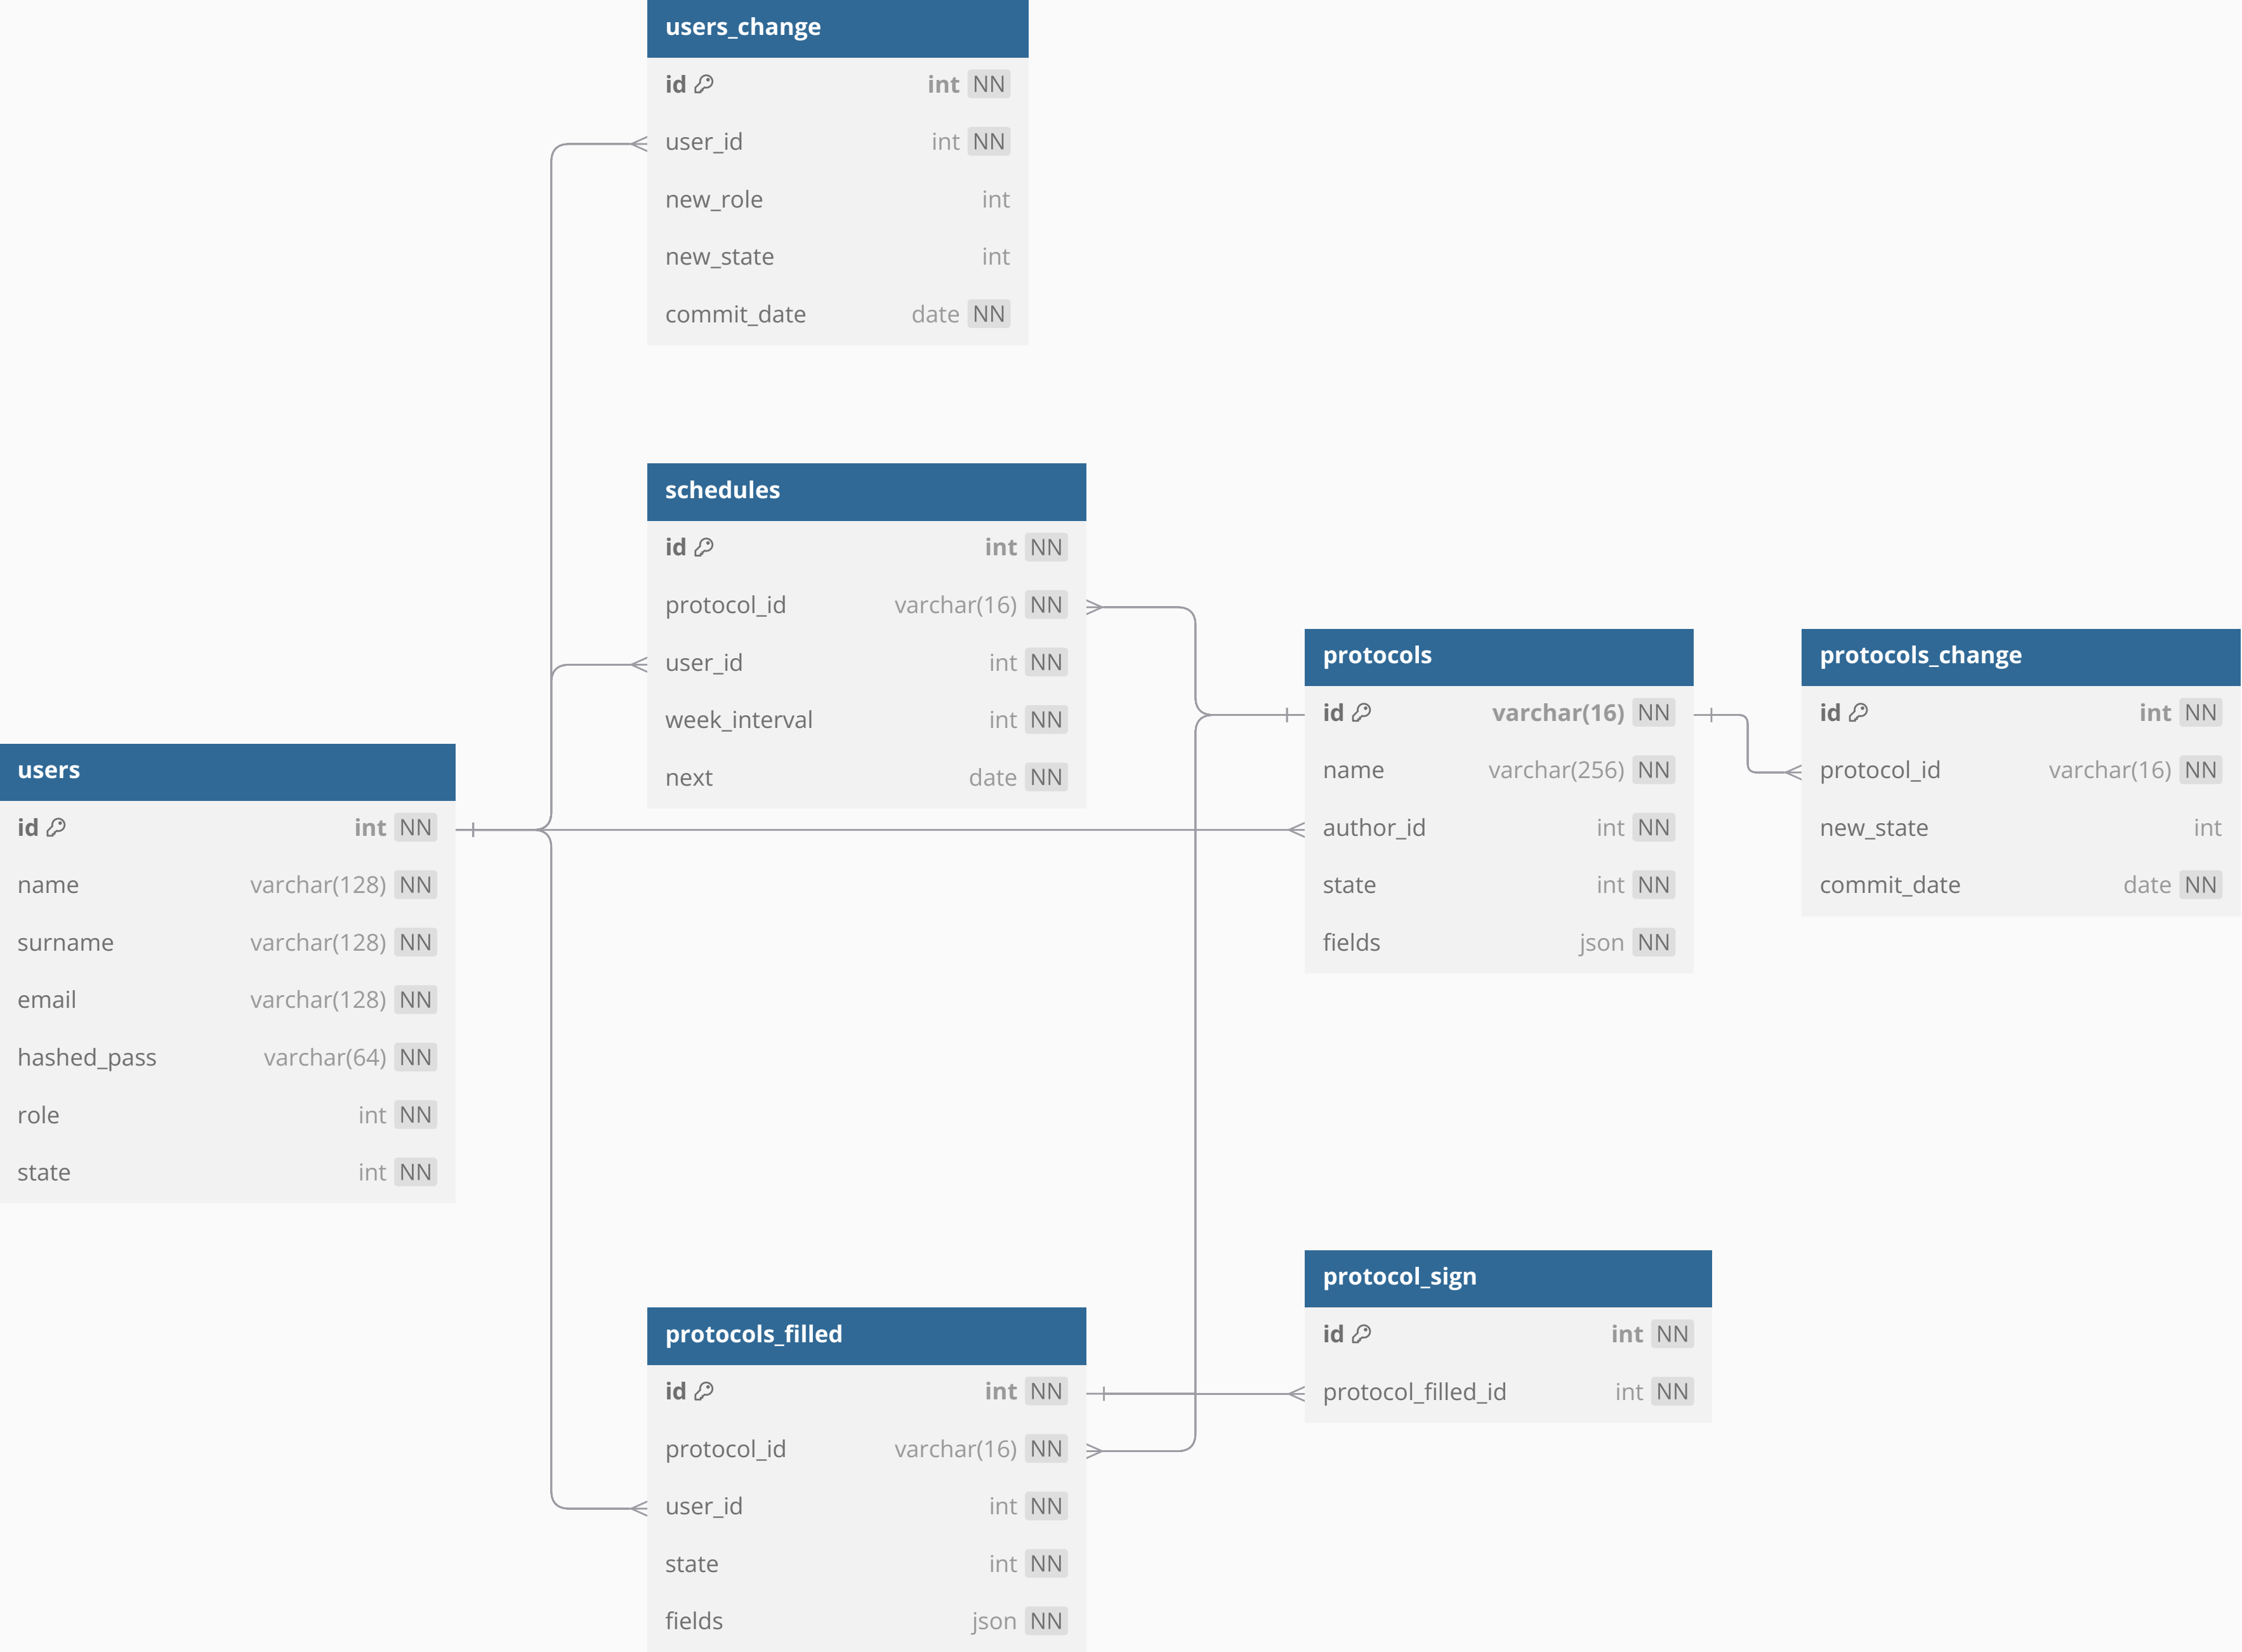 users_change
id int NN
user_id int NN
new_role int
new_state int
commit_date date NN
schedules
id int NN
protocol_id varchar(16) NN
user_id int NN
week_interval int NN
next date NN
protocols
id varchar(16) NN
name varchar(256) NN
author_id int NN
state int NN
fields json NN
protocols_change
id int NN
protocol_id varchar(16) NN
new_state int
commit_date date NN
users
id int NN
name varchar(128) NN
surname varchar(128) NN
email varchar(128) NN
hashed_pass varchar(64) NN
role int NN
state int NN
protocol_sign
id int NN
protocol_filled_id int NN
protocols_filled
id int NN
protocol_id varchar(16) NN
user_id int NN
state int NN
fields json NN